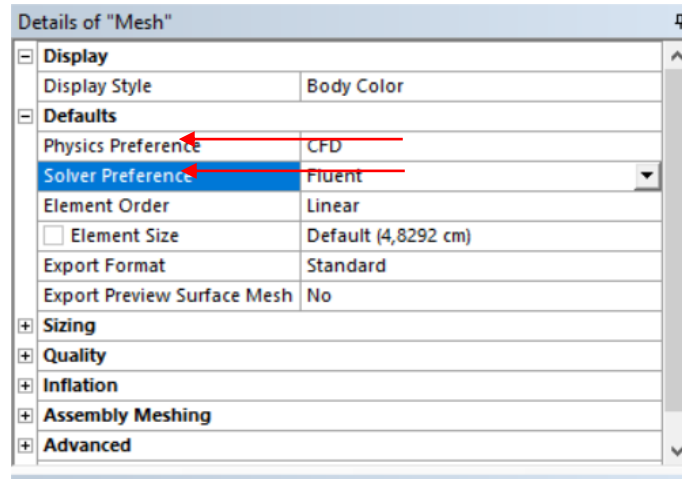 Details of "Mesh"
Display
Display Style Body Color
Defaults
Physics Preference CFD
Solver Preference Fluent
Element Order Linear
Element Size Default (4,8292 cm)
Export Format Standard
Export Preview Surface Mesh No
Sizing
Quality
Inflation
Assembly Meshing
Advanced